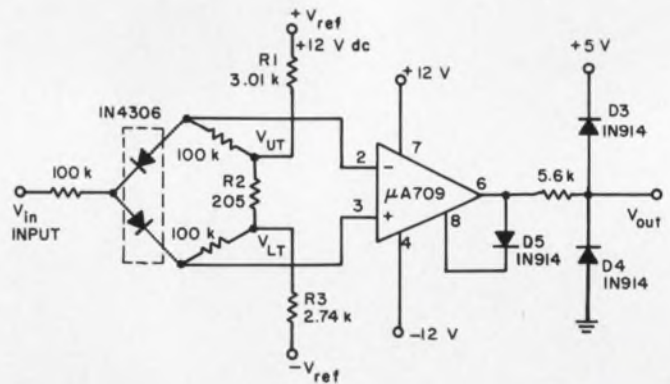 + Vref
+12 V dc
R1
3.01 k
+5 V
+12 V
IN4306
D3
IN914
100 k
VUT
2
7
100 k
Vin
INPUT
R2
205
−
μA709
6
5.6k
Vout
3
+
8
100 k
VLT
4
D5
IN914
D4
IN914
R3
2.74 k
−12 V
−Vref